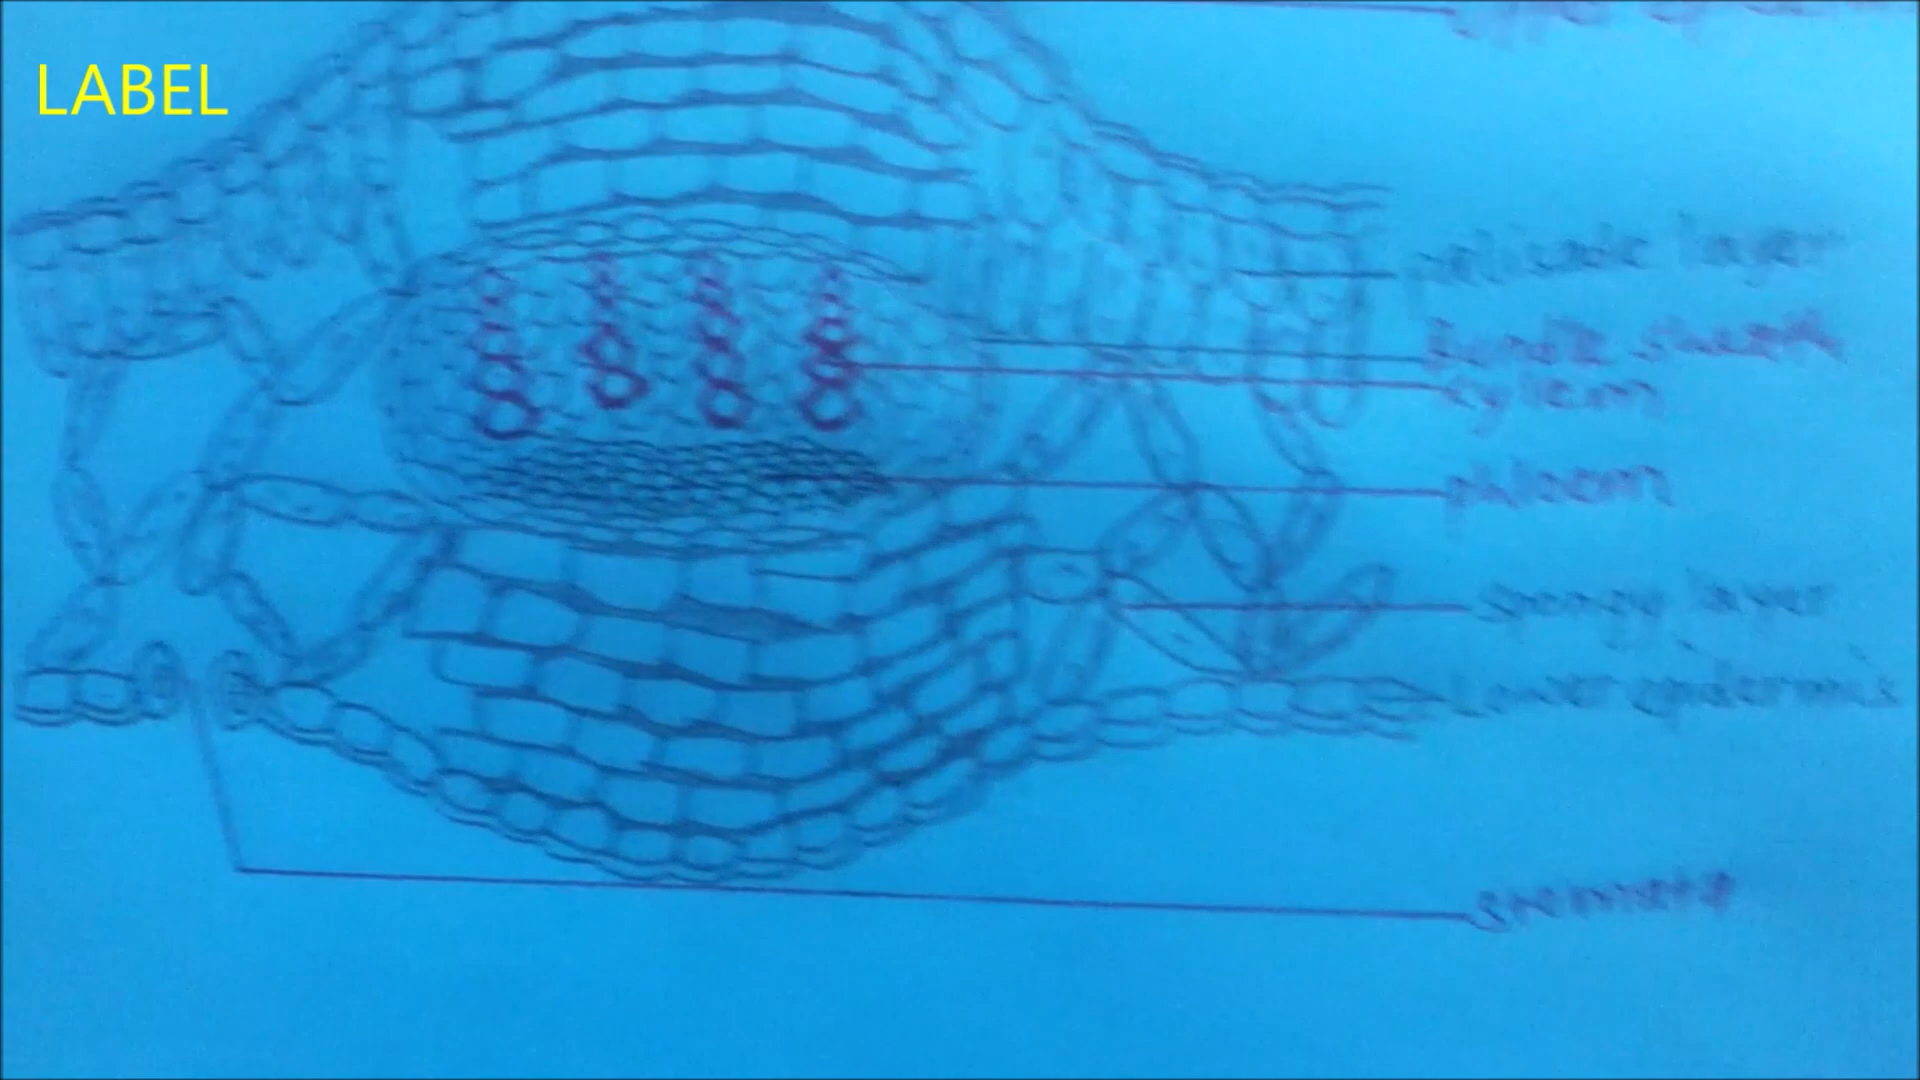 LABEL
palisade layer
bundle sheath
xylem
phloem
spongy layer
Lower epidermis
stomata